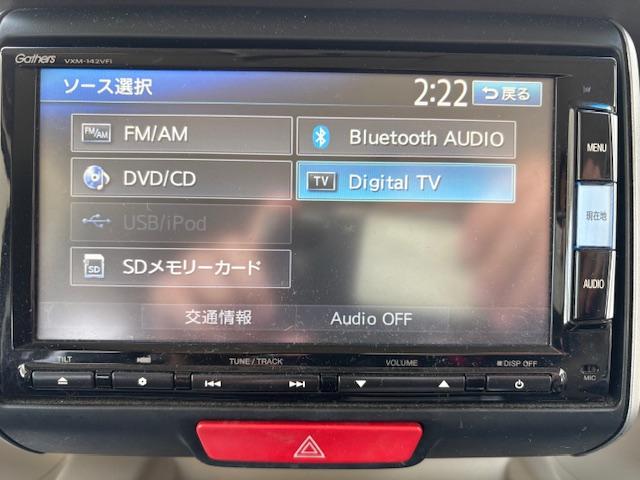 Gathers VXM-142VFi
ソース選択 2:22 戻る
FM/AM FM/AM Bluetooth AUDIO
DVD/CD TV Digital TV
USB/iPod
SD SDメモリーカード
交通情報 Audio OFF
MENU
現在地
AUDIO
TILT TUNE/TRACK VOLUME DISP OFF
MIC